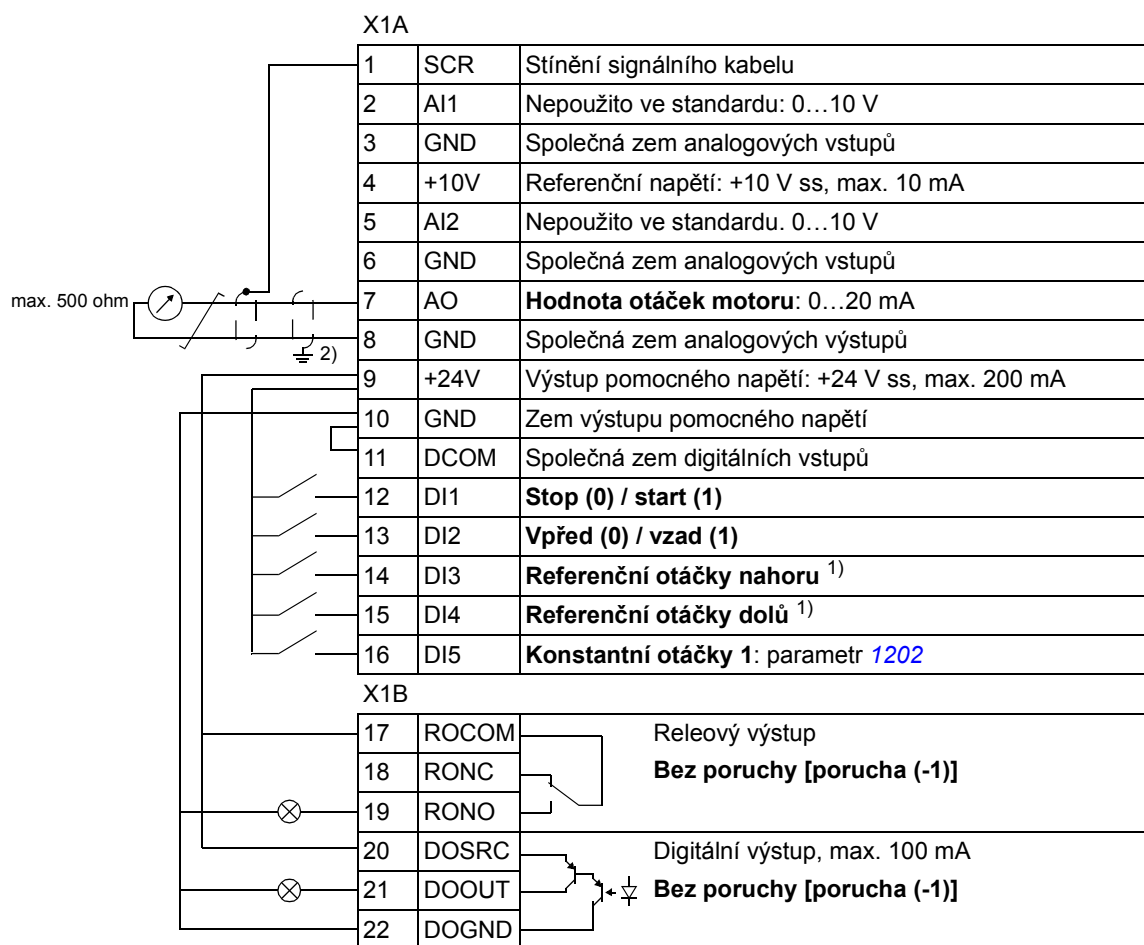 X1A
1 SCR Stínění signálního kabelu
2 AI1 Nepoužito ve standardu: 0…10 V
3 GND Společná zem analogových vstupů
4 +10V Referenční napětí: +10 V ss, max. 10 mA
5 AI2 Nepoužito ve standardu. 0…10 V
6 GND Společná zem analogových vstupů
max. 500 ohm 7 AO Hodnota otáček motoru: 0…20 mA
2) 8 GND Společná zem analogových výstupů
9 +24V Výstup pomocného napětí: +24 V ss, max. 200 mA
10 GND Zem výstupu pomocného napětí
11 DCOM Společná zem digitálních vstupů
12 DI1 Stop (0) / start (1)
13 DI2 Vpřed (0) / vzad (1)
14 DI3 Referenční otáčky nahoru 1)
15 DI4 Referenční otáčky dolů 1)
16 DI5 Konstantní otáčky 1: parametr 1202
X1B
17 ROCOM Releový výstup
18 RONC Bez poruchy [porucha (-1)]
19 RONO
20 DOSRC Digitální výstup, max. 100 mA
21 DOOUT Bez poruchy [porucha (-1)]
22 DOGND